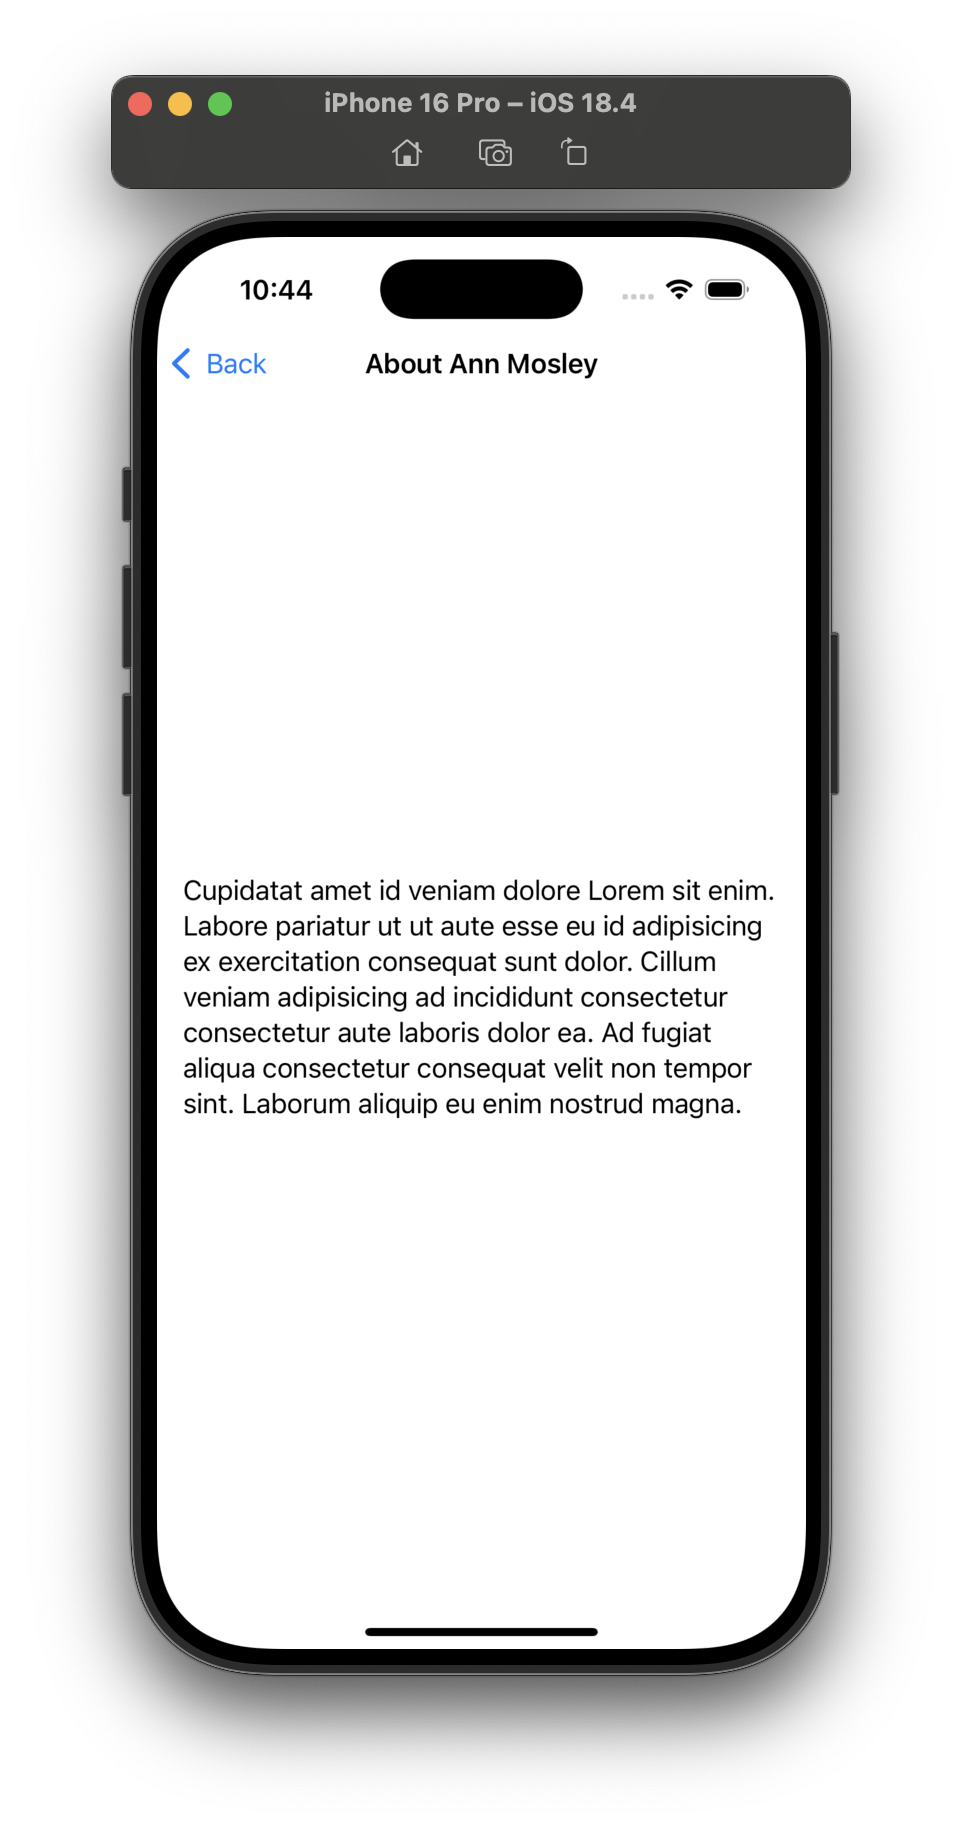 iPhone 16 Pro – iOS 18.4
10:44
Back
About Ann Mosley
Cupidatat amet id veniam dolore Lorem sit enim.
Labore pariatur ut ut aute esse eu id adipisicing
ex exercitation consequat sunt dolor. Cillum
veniam adipisicing ad incididunt consectetur
consectetur aute laboris dolor ea. Ad fugiat
aliqua consectetur consequat velit non tempor
sint. Laborum aliquip eu enim nostrud magna.